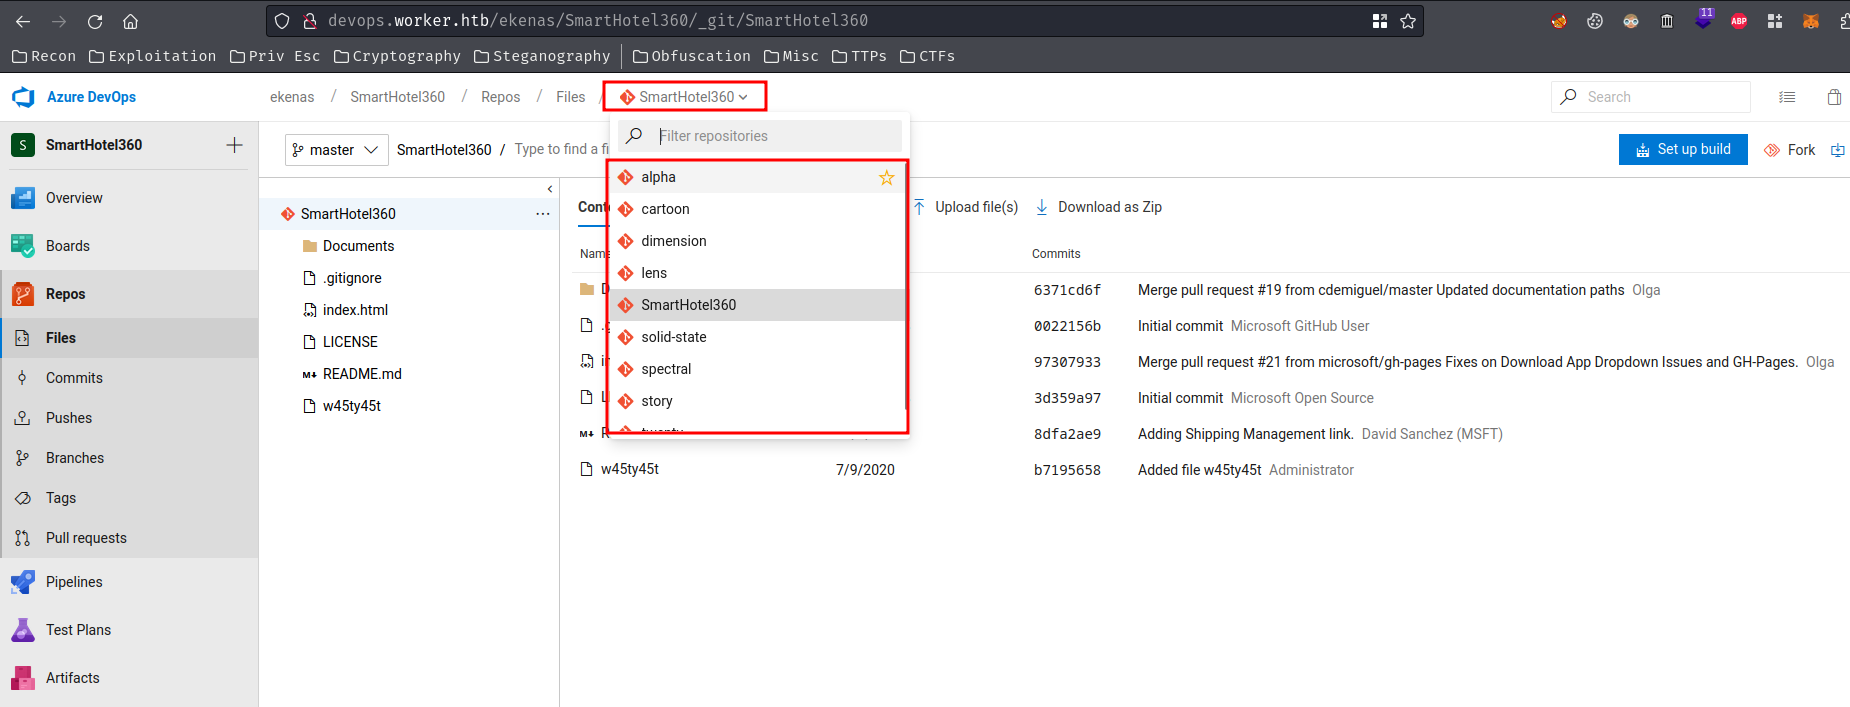 devops.worker.htb/ekenas/SmartHotel360/_git/SmartHotel360
11
ABP
Recon Exploitation Priv Esc Cryptography Steganography Obfuscation Misc TTPs CTFs
Azure DevOps
ekenas / SmartHotel360 / Repos / Files / SmartHotel360
Search
S SmartHotel360
Overview
Boards
Repos
Files
Commits
Pushes
Branches
Tags
Pull requests
Pipelines
Test Plans
Artifacts
master
SmartHotel360 / Type to find a fi
Set up build
Fork
SmartHotel360
Documents
.gitignore
index.html
LICENSE
README.md
w45ty45t
Filter repositories
alpha
cartoon
dimension
lens
SmartHotel360
solid-state
spectral
story
Cont
Upload file(s)
Download as Zip
Commits
6371cd6f Merge pull request #19 from cdemiguel/master Updated documentation paths Olga
0022156b Initial commit Microsoft GitHub User
97307933 Merge pull request #21 from microsoft/gh-pages Fixes on Download App Dropdown Issues and GH-Pages. Olga
3d359a97 Initial commit Microsoft Open Source
8dfa2ae9 Adding Shipping Management link. David Sanchez (MSFT)
w45ty45t 7/9/2020 b7195658 Added file w45ty45t Administrator